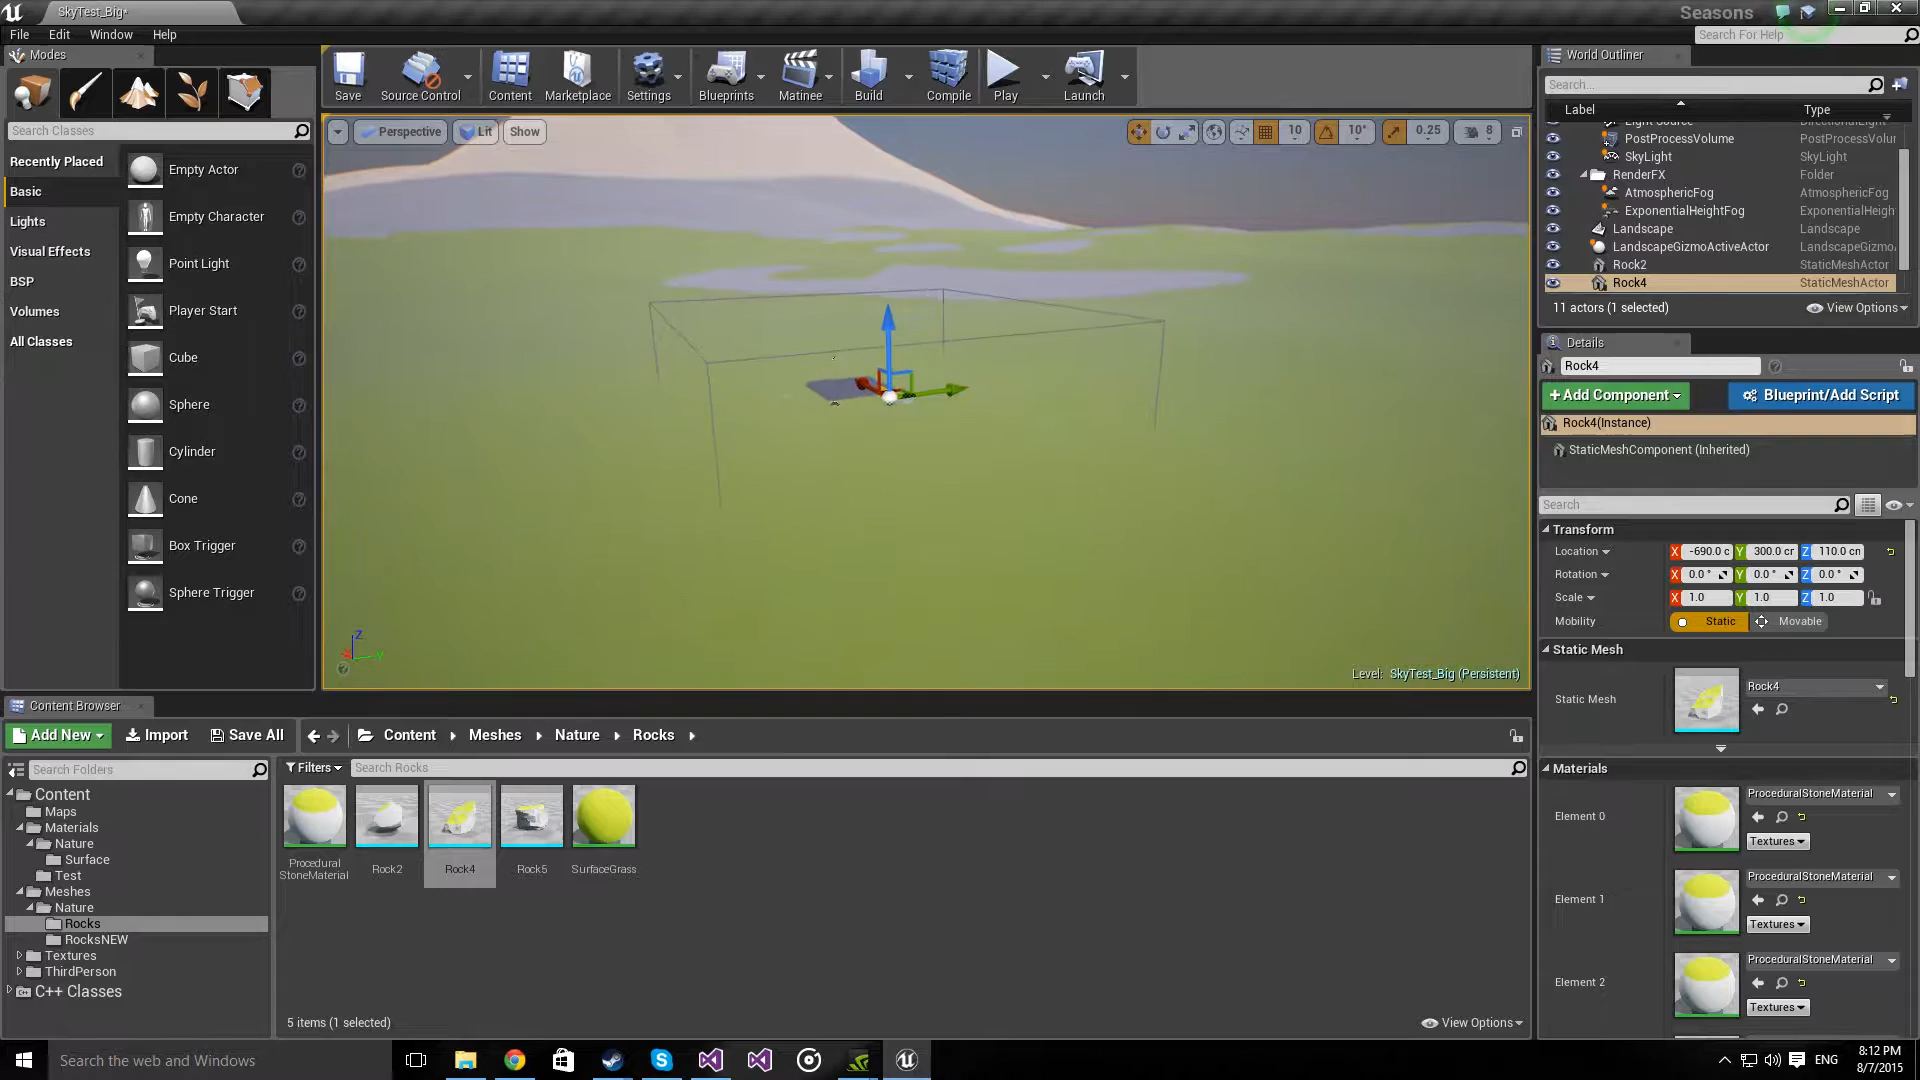 SkyTest_Big*
Seasons
File Edit Window Help
Search For Help
Modes
Search Classes
Recently Placed
Basic
Lights
Visual Effects
BSP
Volumes
All Classes
Empty Actor
Empty Character
Point Light
Player Start
Cube
Sphere
Cylinder
Cone
Box Trigger
Sphere Trigger
Save
Source Control
Content
Marketplace
Settings
Blueprints
Matinee
Build
Compile
Play
Launch
Perspective Lit Show
10 10° 0.25 8
Z
X Y
Level: SkyTest_Big (Persistent)
World Outliner
Search...
Label Type
PostProcessVolume PostProcessVolur
SkyLight SkyLight
RenderFX Folder
AtmosphericFog AtmosphericFog
ExponentialHeightFog ExponentialHeigh
Landscape Landscape
LandscapeGizmoActiveActor LandscapeGizmo
Rock2 StaticMeshActor
Rock4 StaticMeshActor
11 actors (1 selected) View Options
Details
Rock4
+ Add Component Blueprint/Add Script
Rock4(Instance)
StaticMeshComponent (Inherited)
Search
Transform
Location X -690.0 c Y 300.0 cr Z 110.0 cn
Rotation X 0.0 ° Y 0.0 ° Z 0.0 °
Scale X 1.0 Y 1.0 Z 1.0
Mobility Static Movable
Static Mesh
Static Mesh Rock4
Materials
Element 0 ProceduralStoneMaterial
Textures
Element 1 ProceduralStoneMaterial
Textures
Element 2 ProceduralStoneMaterial
Textures
Content Browser
Add New Import Save All Content Meshes Nature Rocks
Search Folders
Filters Search Rocks
Content
Maps
Materials
Nature
Surface
Test
Meshes
Nature
Rocks
RocksNEW
Textures
ThirdPerson
C++ Classes
Procedural
StoneMaterial
Rock2
Rock4
Rock5
SurfaceGrass
5 items (1 selected) View Options
Search the web and Windows
ENG
8:12 PM
8/7/2015